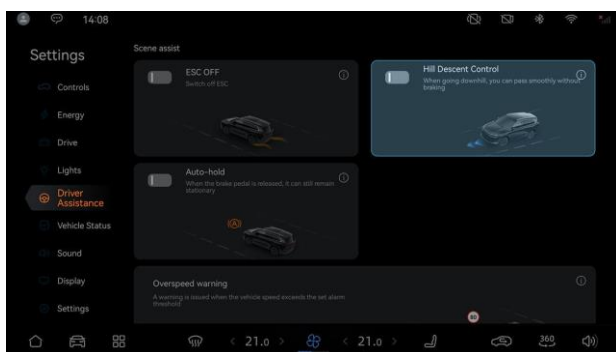 14:08
Settings
Controls
Energy
Drive
Lights
Driver
Assistance
Vehicle Status
Sound
Display
Settings
Scene assist
ESC OFF
Switch off ESC
Hill Descent Control
When going downhill, you can pass smoothly without
braking
Auto-hold
When the brake pedal is released, it can still remain
stationary
(A)
Overspeed warning
A warning is issued when the vehicle speed exceeds the set alarm
threshold
80
< 21.0 >
< 21.0 >
360